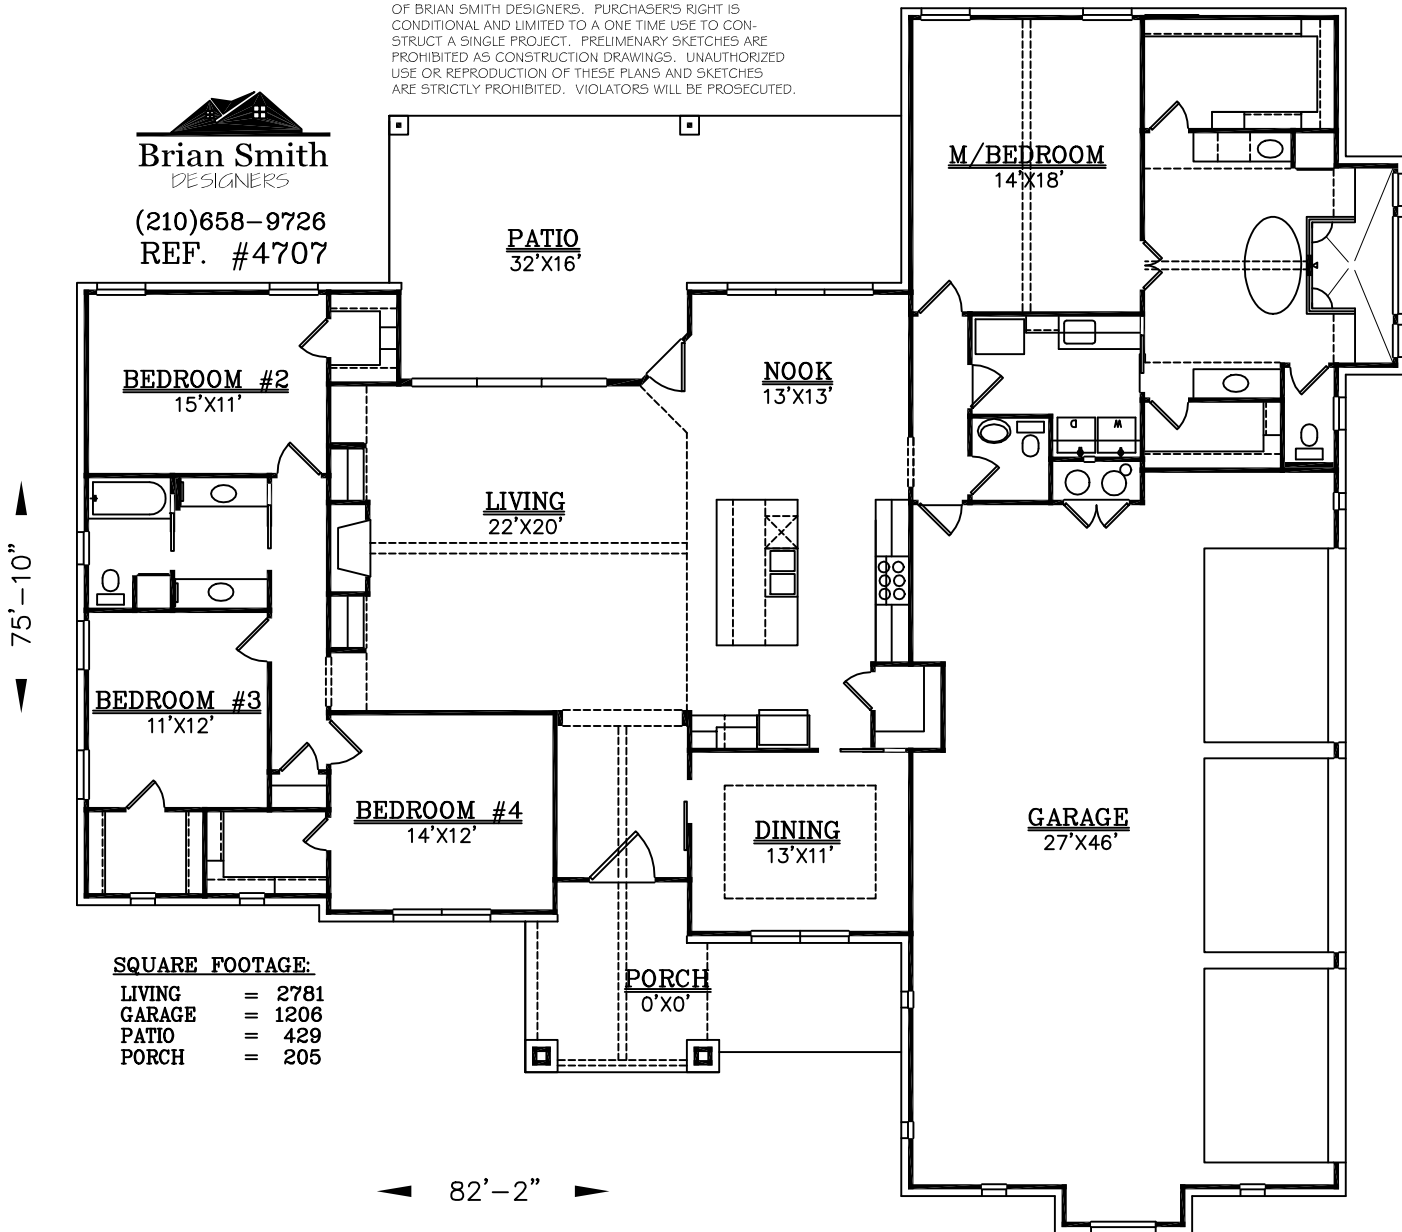 OF BRIAN SMITH DESIGNERS. PURCHASER'S RIGHT IS
CONDITIONAL AND LIMITED TO A ONE TIME USE TO CON-
STRUCT A SINGLE PROJECT. PRELIMENARY SKETCHES ARE
PROHIBITED AS CONSTRUCTION DRAWINGS. UNAUTHORIZED
USE OR REPRODUCTION OF THESE PLANS AND SKETCHES
ARE STRICTLY PROHIBITED. VIOLATORS WILL BE PROSECUTED.
Brian Smith
DESIGNERS
(210)658-9726
REF. #4707
M/BEDROOM
14'X18'
PATIO
32'X16'
BEDROOM #2
15'X11'
NOOK
13'X13'
D
W
LIVING
22'X20'
75'-10"
BEDROOM #3
11'X12'
BEDROOM #4
14'X12'
DINING
13'X11'
GARAGE
27'X46'
PORCH
0'X0'
SQUARE FOOTAGE:
LIVING = 2781
GARAGE = 1206
PATIO = 429
PORCH = 205
82'-2"